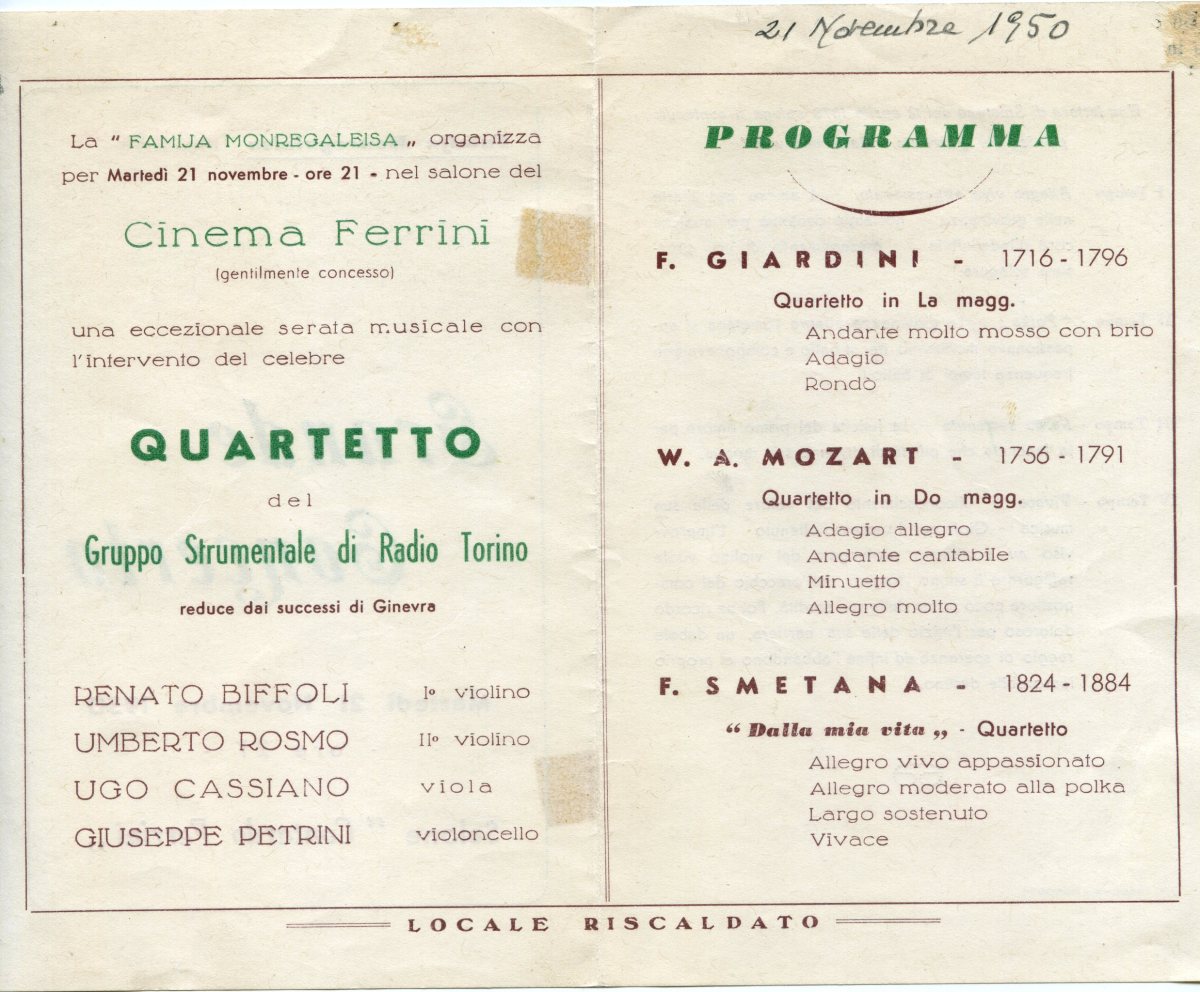 21 Novembre 1950
La " FAMIJA MONREGALEISA „ organizza
per Martedì 21 novembre - ore 21 - nel salone del
Cinema Ferrini
(gentilmente concesso)
una eccezionale serata musicale con
l'intervento del celebre
QUARTETTO
del
Gruppo Strumentale di Radio Torino
reduce dai successi di Ginevra
RENATO BIFFOLI Iº violino
UMBERTO ROSMO IIº violino
UGO CASSIANO viola
GIUSEPPE PETRINI violoncello
PROGRAMMA
F. GIARDINI - 1716 - 1796
Quartetto in La magg.
Andante molto mosso con brio
Adagio
Rondò
W. A. MOZART - 1756 - 1791
Quartetto in Do magg.
Adagio allegro
Andante cantabile
Minuetto
Allegro molto
F. SMETANA - 1824 - 1884
“ Dalla mia vita „ - Quartetto
Allegro vivo appassionato
Allegro moderato alla polka
Largo sostenuto
Vivace
LOCALE RISCALDATO